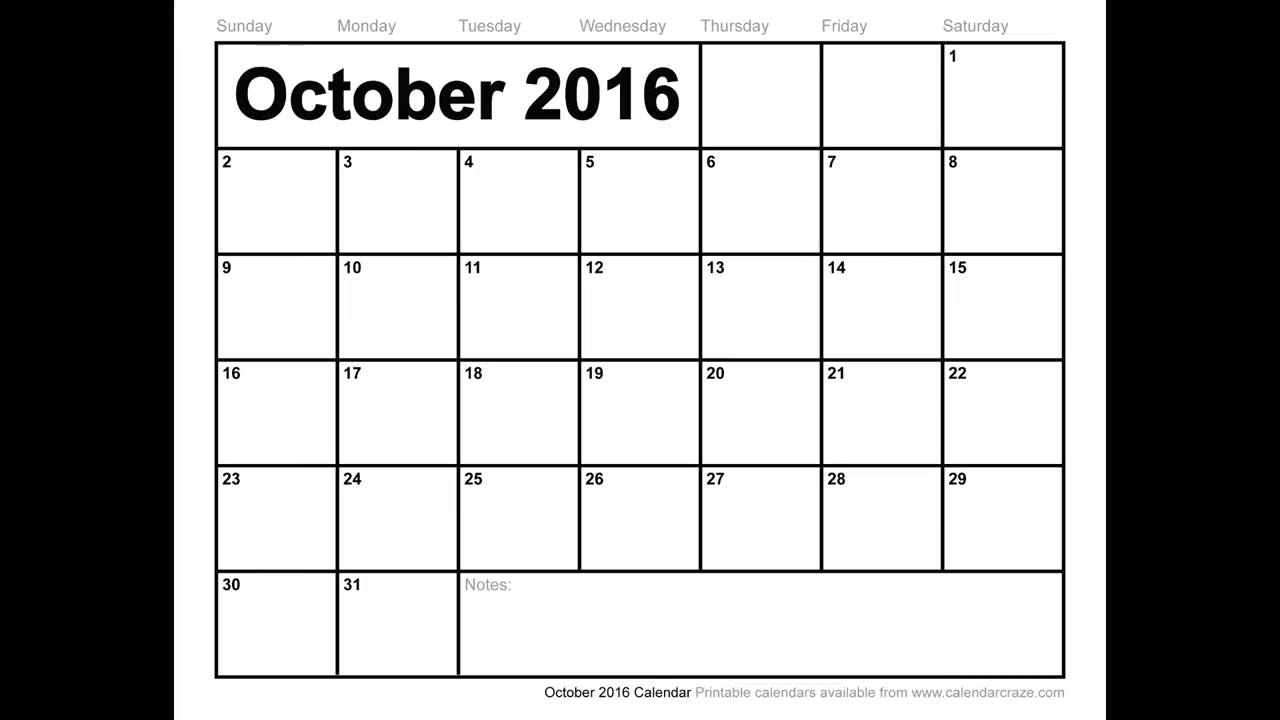 Sunday Monday Tuesday Wednesday Thursday Friday Saturday
October 2016 1
2 3 4 5 6 7 8
9 10 11 12 13 14 15
16 17 18 19 20 21 22
23 24 25 26 27 28 29
30 31 Notes:
October 2016 Calendar Printable calendars available from www.calendarcraze.com